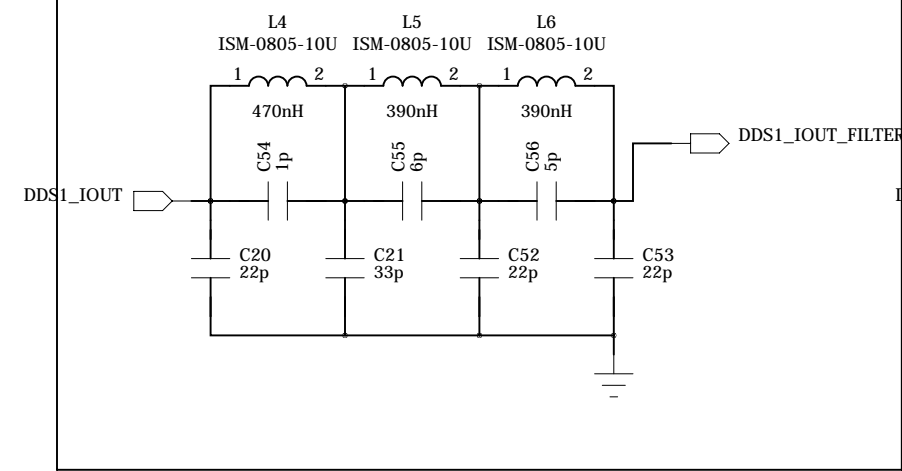 L4 L5 L6
ISM-0805-10U ISM-0805-10U ISM-0805-10U
1 2 1 2 1 2
470nH 390nH 390nH
C54 1p C55 6p C56 5p
DDS1_IOUT_FILTER
DDS1_IOUT
C20 C21 C52 C53
22p 33p 22p 22p